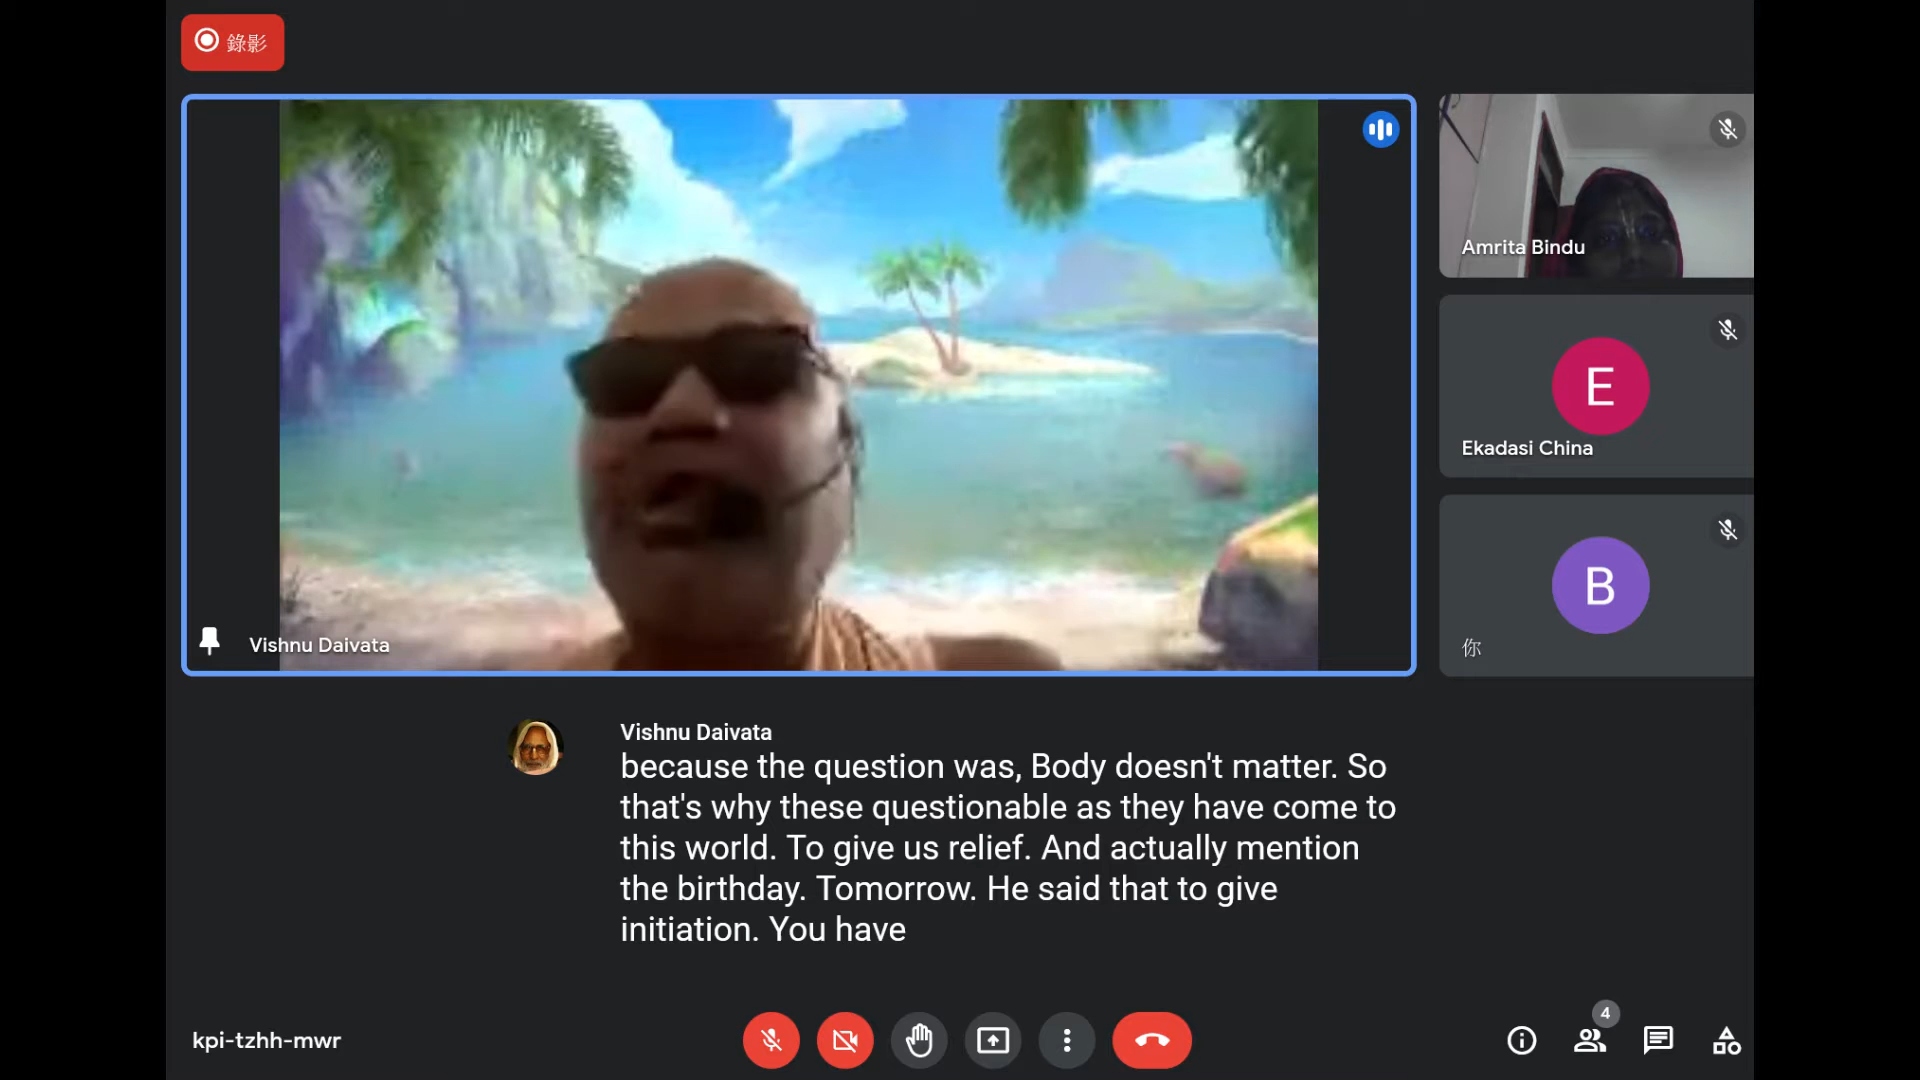 錄影
Amrita Bindu
E
Ekadasi China
B
你
Vishnu Daivata
Vishnu Daivata
because the question was, Body doesn't matter. So
that's why these questionable as they have come to
this world. To give us relief. And actually mention
the birthday. Tomorrow. He said that to give
initiation. You have
kpi-tzhh-mwr
4